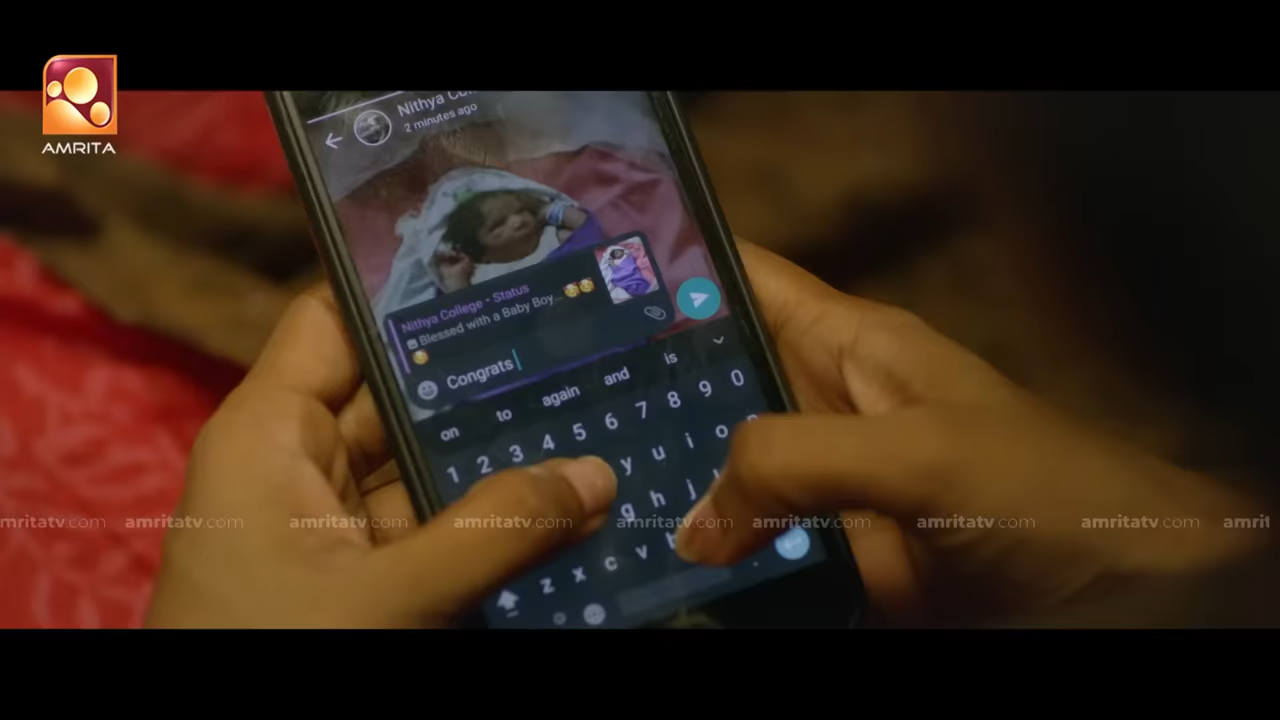 AMRITA
Nithya Co
2 minutes ago
Nithya College • Status
Blessed with a Baby Boy... 🥰🥰
🥰
Congrats
on to again and is
1 2 3 4 5 6 7 8 9 0
y u i o
g h j
z x c v
amritatv.com amritatv.com amritatv.com amritatv.com amritatv.com amritatv.com amritatv.com amritatv.com amrit